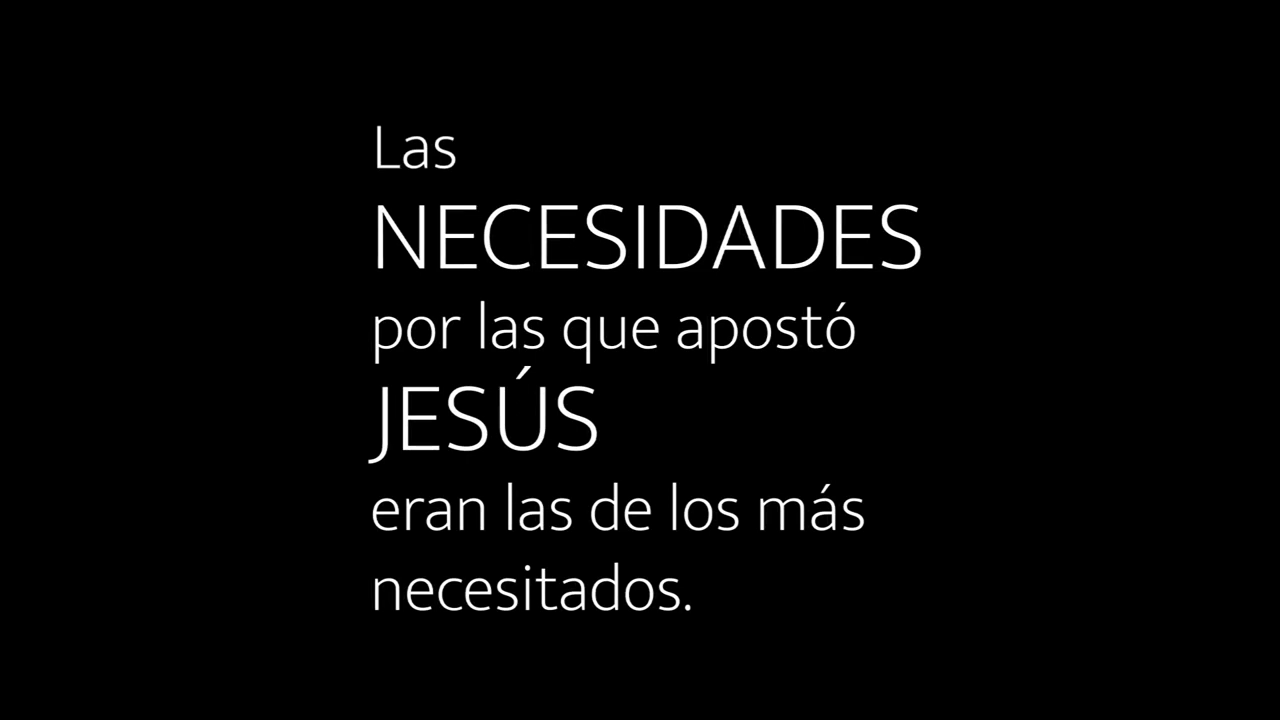 Las
NECESIDADES
por las que apostó
JESÚS
eran las de los más
necesitados.